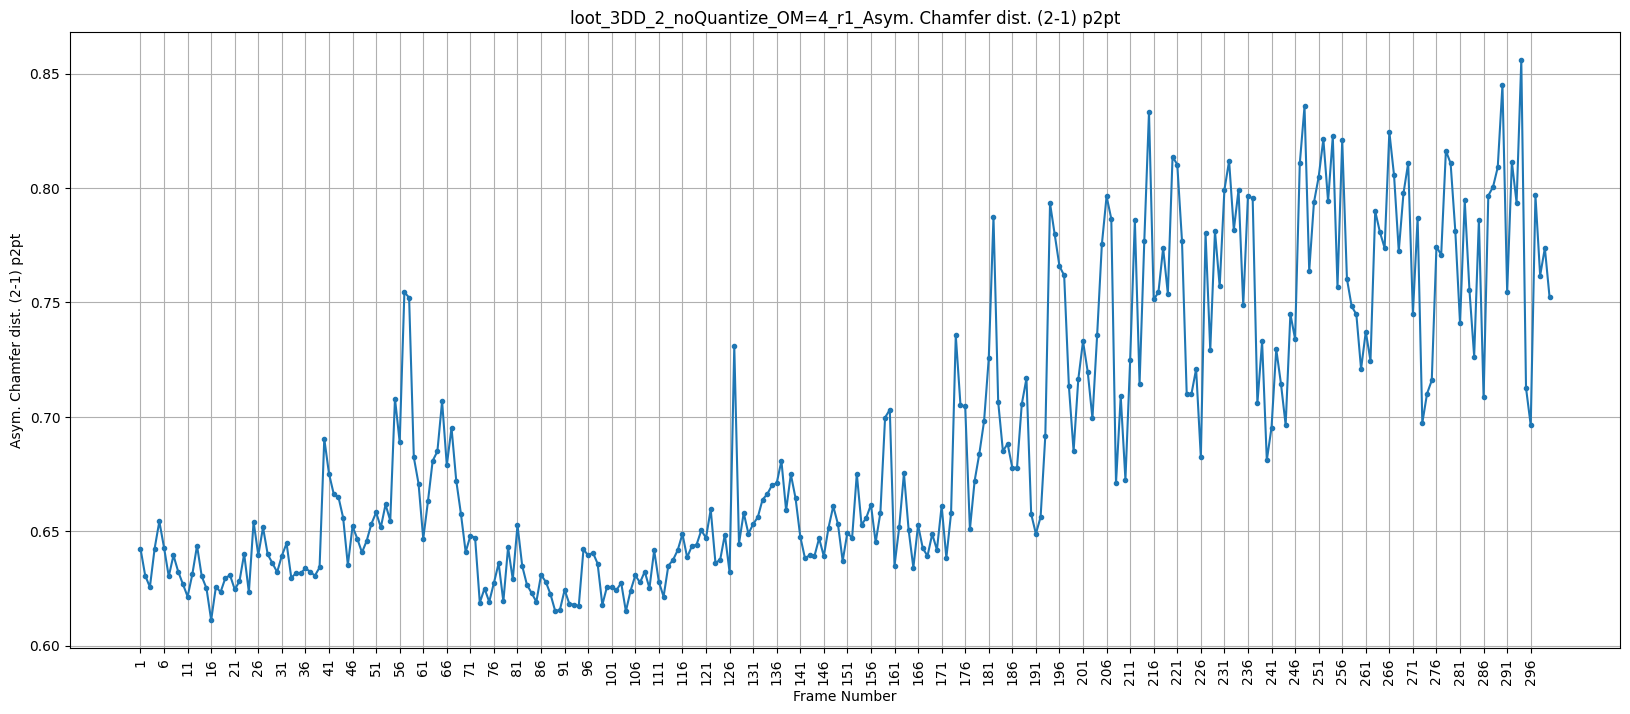 loot_3DD_2_noQuantize_OM=4_r1_Asym. Chamfer dist. (2-1) p2pt
Asym. Chamfer dist. (2-1) p2pt
0.85
0.80
0.75
0.70
0.65
0.60
1 6 11 16 21 26 31 36 41 46 51 56 61 66 71 76 81 86 91 96 101 106 111 116 121 126 131 136 141 146 151 156 161 166 171 176 181 186 191 196 201 206 211 216 221 226 231 236 241 246 251 256 261 266 271 276 281 286 291 296
Frame Number